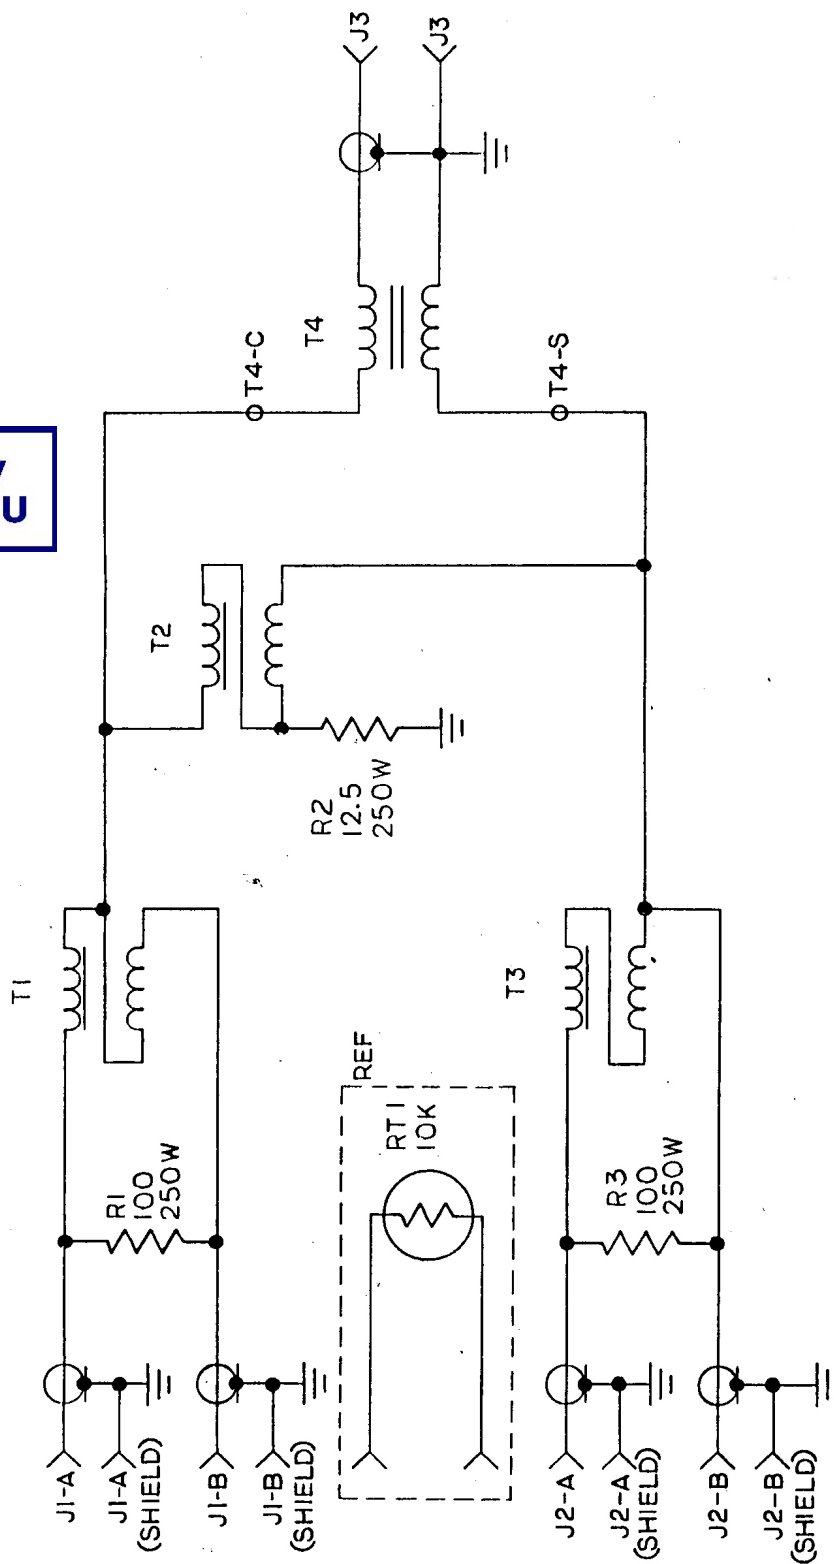 J3
J3
T4-C
T4
T4-S
U
T2
R2
12.5
250W
T1
T3
REF
RT1
10K
R1
100
250W
R3
100
250W
J1-A
J1-A
(SHIELD)
J1-B
J1-B
(SHIELD)
J2-A
J2-A
(SHIELD)
J2-B
J2-B
(SHIELD)